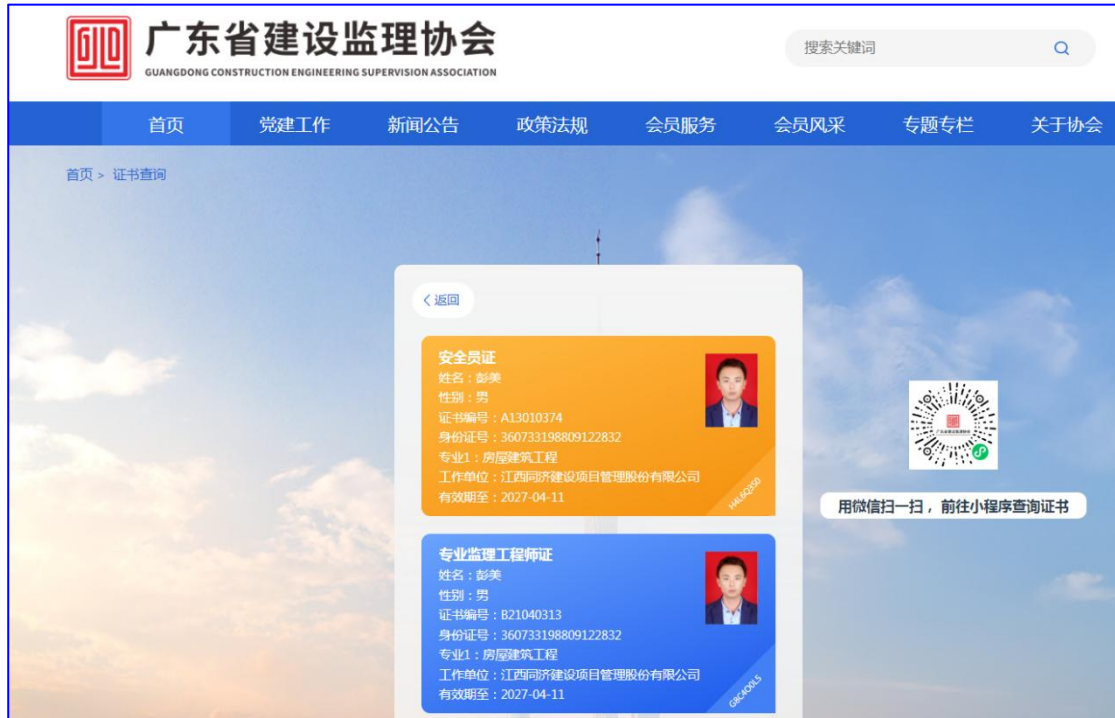 广东省建设监理协会
GUANGDONG CONSTRUCTION ENGINEERING SUPERVISION ASSOCIATION
搜索关键词
首页 党建工作 新闻公告 政策法规 会员服务 会员风采 专题专栏 关于协会
首页 > 证书查询
< 返回
安全员证
姓名：彭美
性别：男
证书编号：A13010374
身份证号：360733198809122832
专业1：房屋建筑工程
工作单位：江西同济建设项目管理股份有限公司
有效期至：2027-04-11
H4L6Q3S0
用微信扫一扫，前往小程序查询证书
专业监理工程师证
姓名：彭美
性别：男
证书编号：B21040313
身份证号：360733198809122832
专业1：房屋建筑工程
工作单位：江西同济建设项目管理股份有限公司
有效期至：2027-04-11